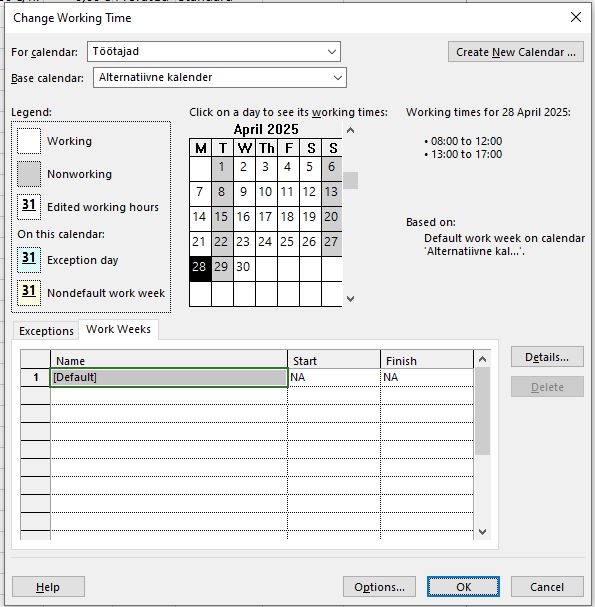 Change Working Time
For calendar: Töötajad
Create New Calendar ...
Base calendar: Alternatiivne kalender
Legend:
Working
Nonworking
31 Edited working hours
On this calendar:
31 Exception day
31 Nondefault work week
Click on a day to see its working times:
April 2025
M T W Th F S S
1 2 3 4 5 6
7 8 9 10 11 12 13
14 15 16 17 18 19 20
21 22 23 24 25 26 27
28 29 30
Working times for 28 April 2025:
• 08:00 to 12:00
• 13:00 to 17:00
Based on:
Default work week on calendar
'Alternatiivne kal...'.
Exceptions Work Weeks
Name Start Finish
1 [Default] NA NA
Details...
Delete
Help Options... OK Cancel